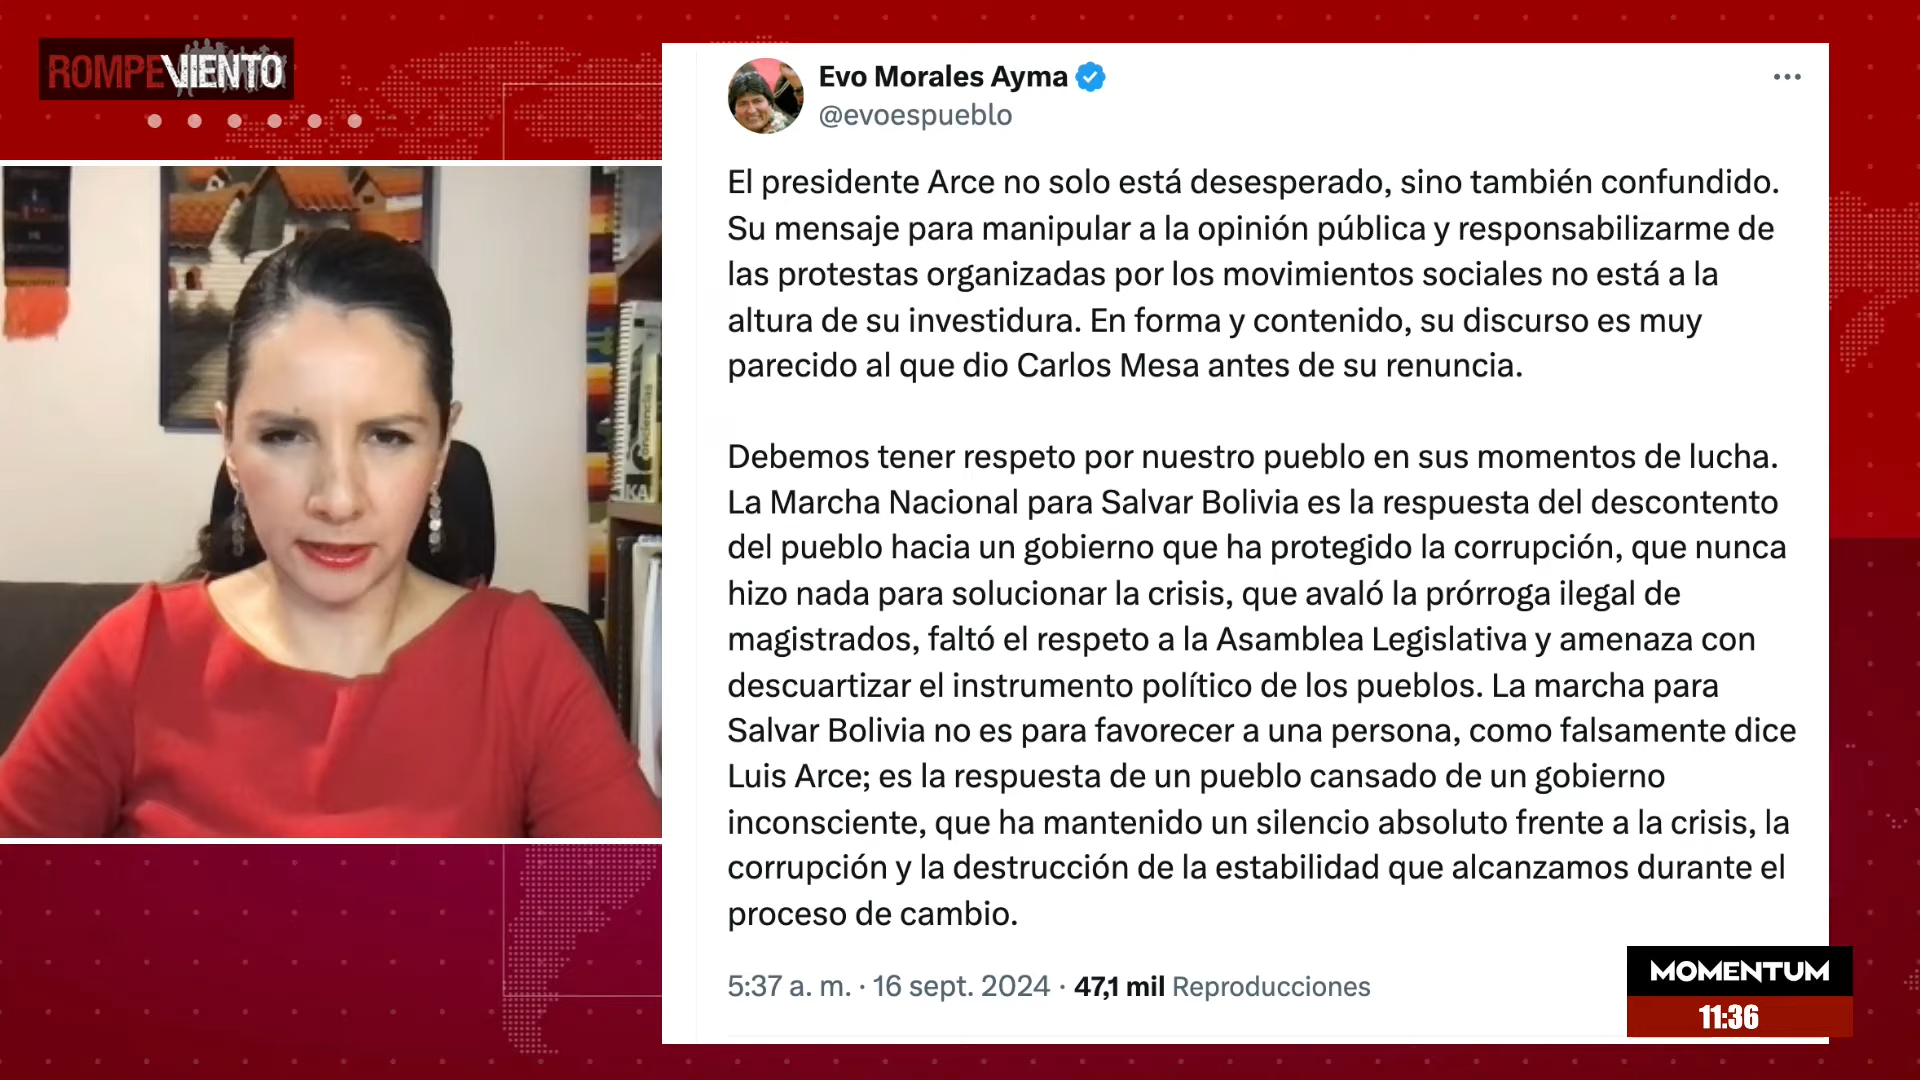 ROMPEVIENTO
Evo Morales Ayma
@evoespueblo
El presidente Arce no solo está desesperado, sino también confundido.
Su mensaje para manipular a la opinión pública y responsabilizarme de
las protestas organizadas por los movimientos sociales no está a la
altura de su investidura. En forma y contenido, su discurso es muy
parecido al que dio Carlos Mesa antes de su renuncia.
Debemos tener respeto por nuestro pueblo en sus momentos de lucha.
La Marcha Nacional para Salvar Bolivia es la respuesta del descontento
del pueblo hacia un gobierno que ha protegido la corrupción, que nunca
hizo nada para solucionar la crisis, que avaló la prórroga ilegal de
magistrados, faltó el respeto a la Asamblea Legislativa y amenaza con
descuartizar el instrumento político de los pueblos. La marcha para
Salvar Bolivia no es para favorecer a una persona, como falsamente dice
Luis Arce; es la respuesta de un pueblo cansado de un gobierno
inconsciente, que ha mantenido un silencio absoluto frente a la crisis, la
corrupción y la destrucción de la estabilidad que alcanzamos durante el
proceso de cambio.
5:37 a. m. · 16 sept. 2024 · 47,1 mil Reproducciones
MOMENTUM
11:36